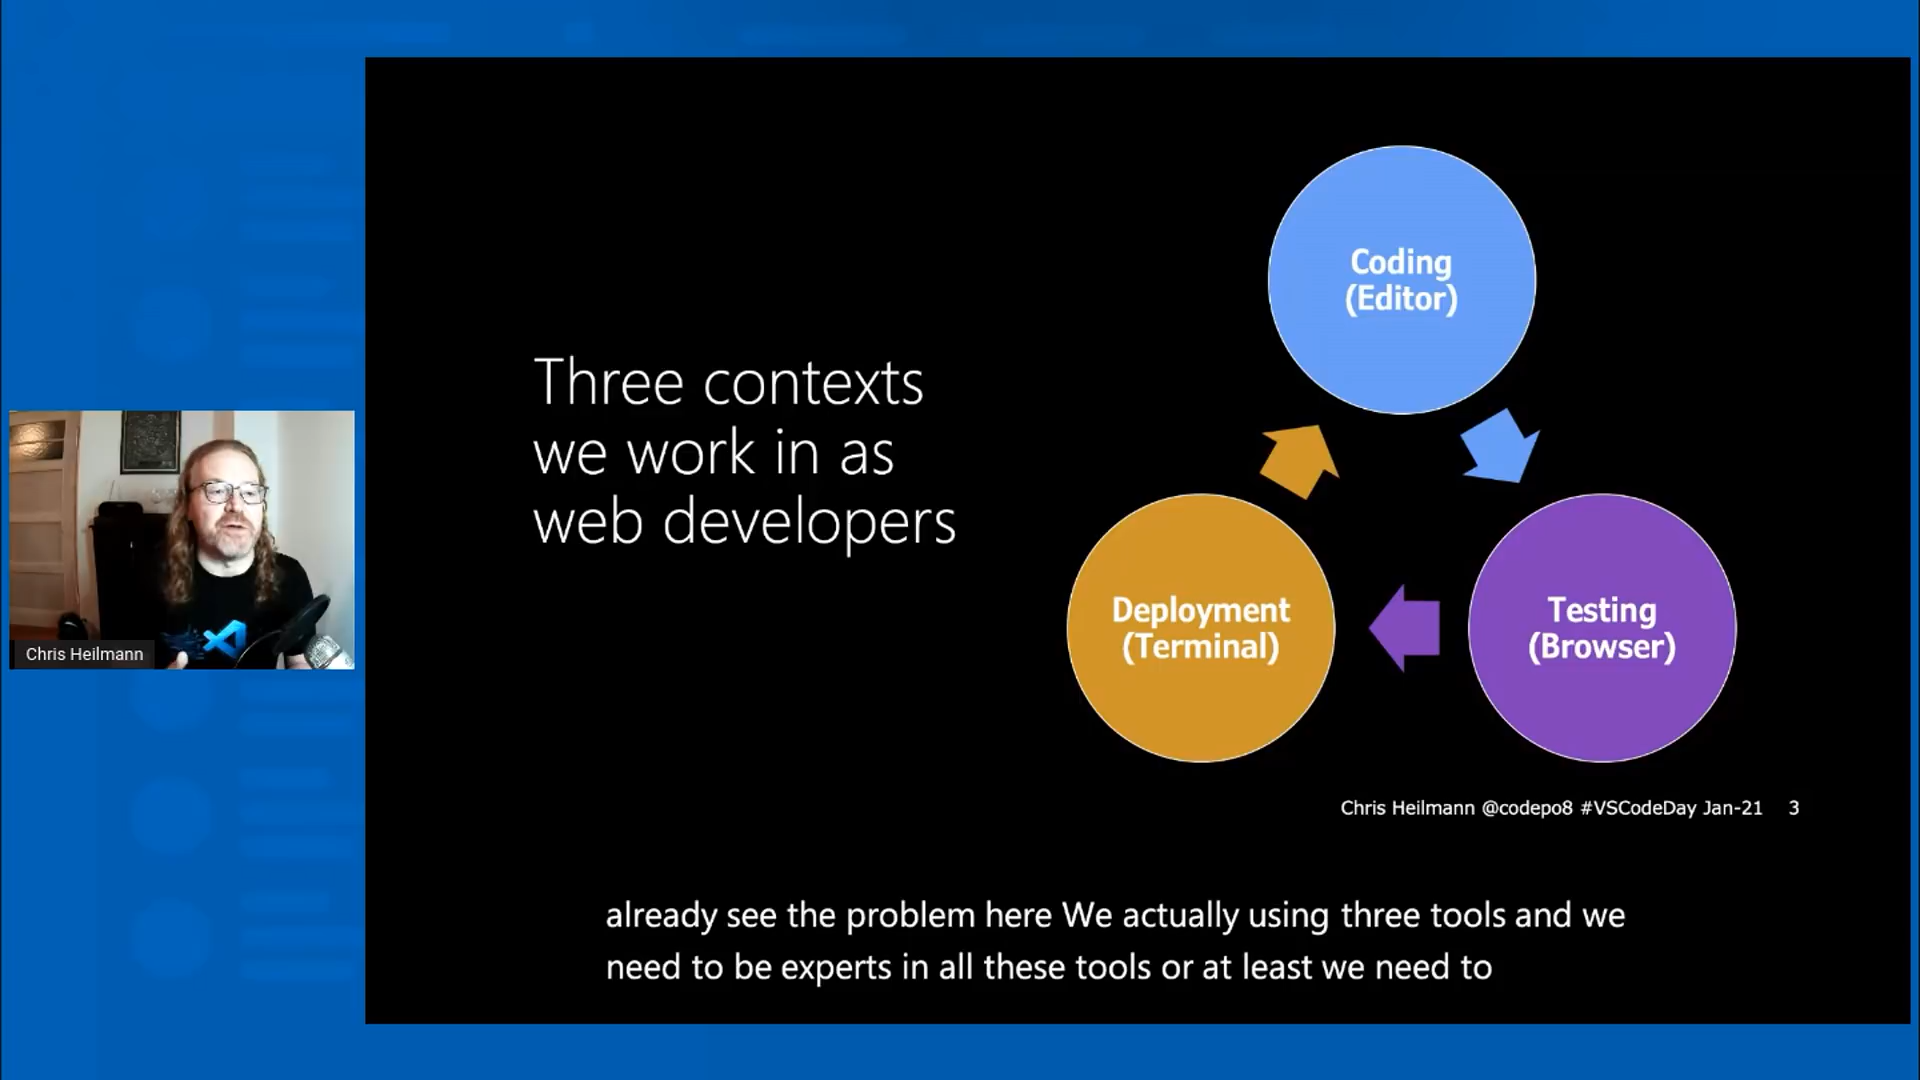 Three contexts
we work in as
web developers
Coding
(Editor)
Testing
(Browser)
Deployment
(Terminal)
Chris Heilmann @codepo8 #VSCodeDay Jan-21 3
Chris Heilmann
already see the problem here We actually using three tools and we
need to be experts in all these tools or at least we need to